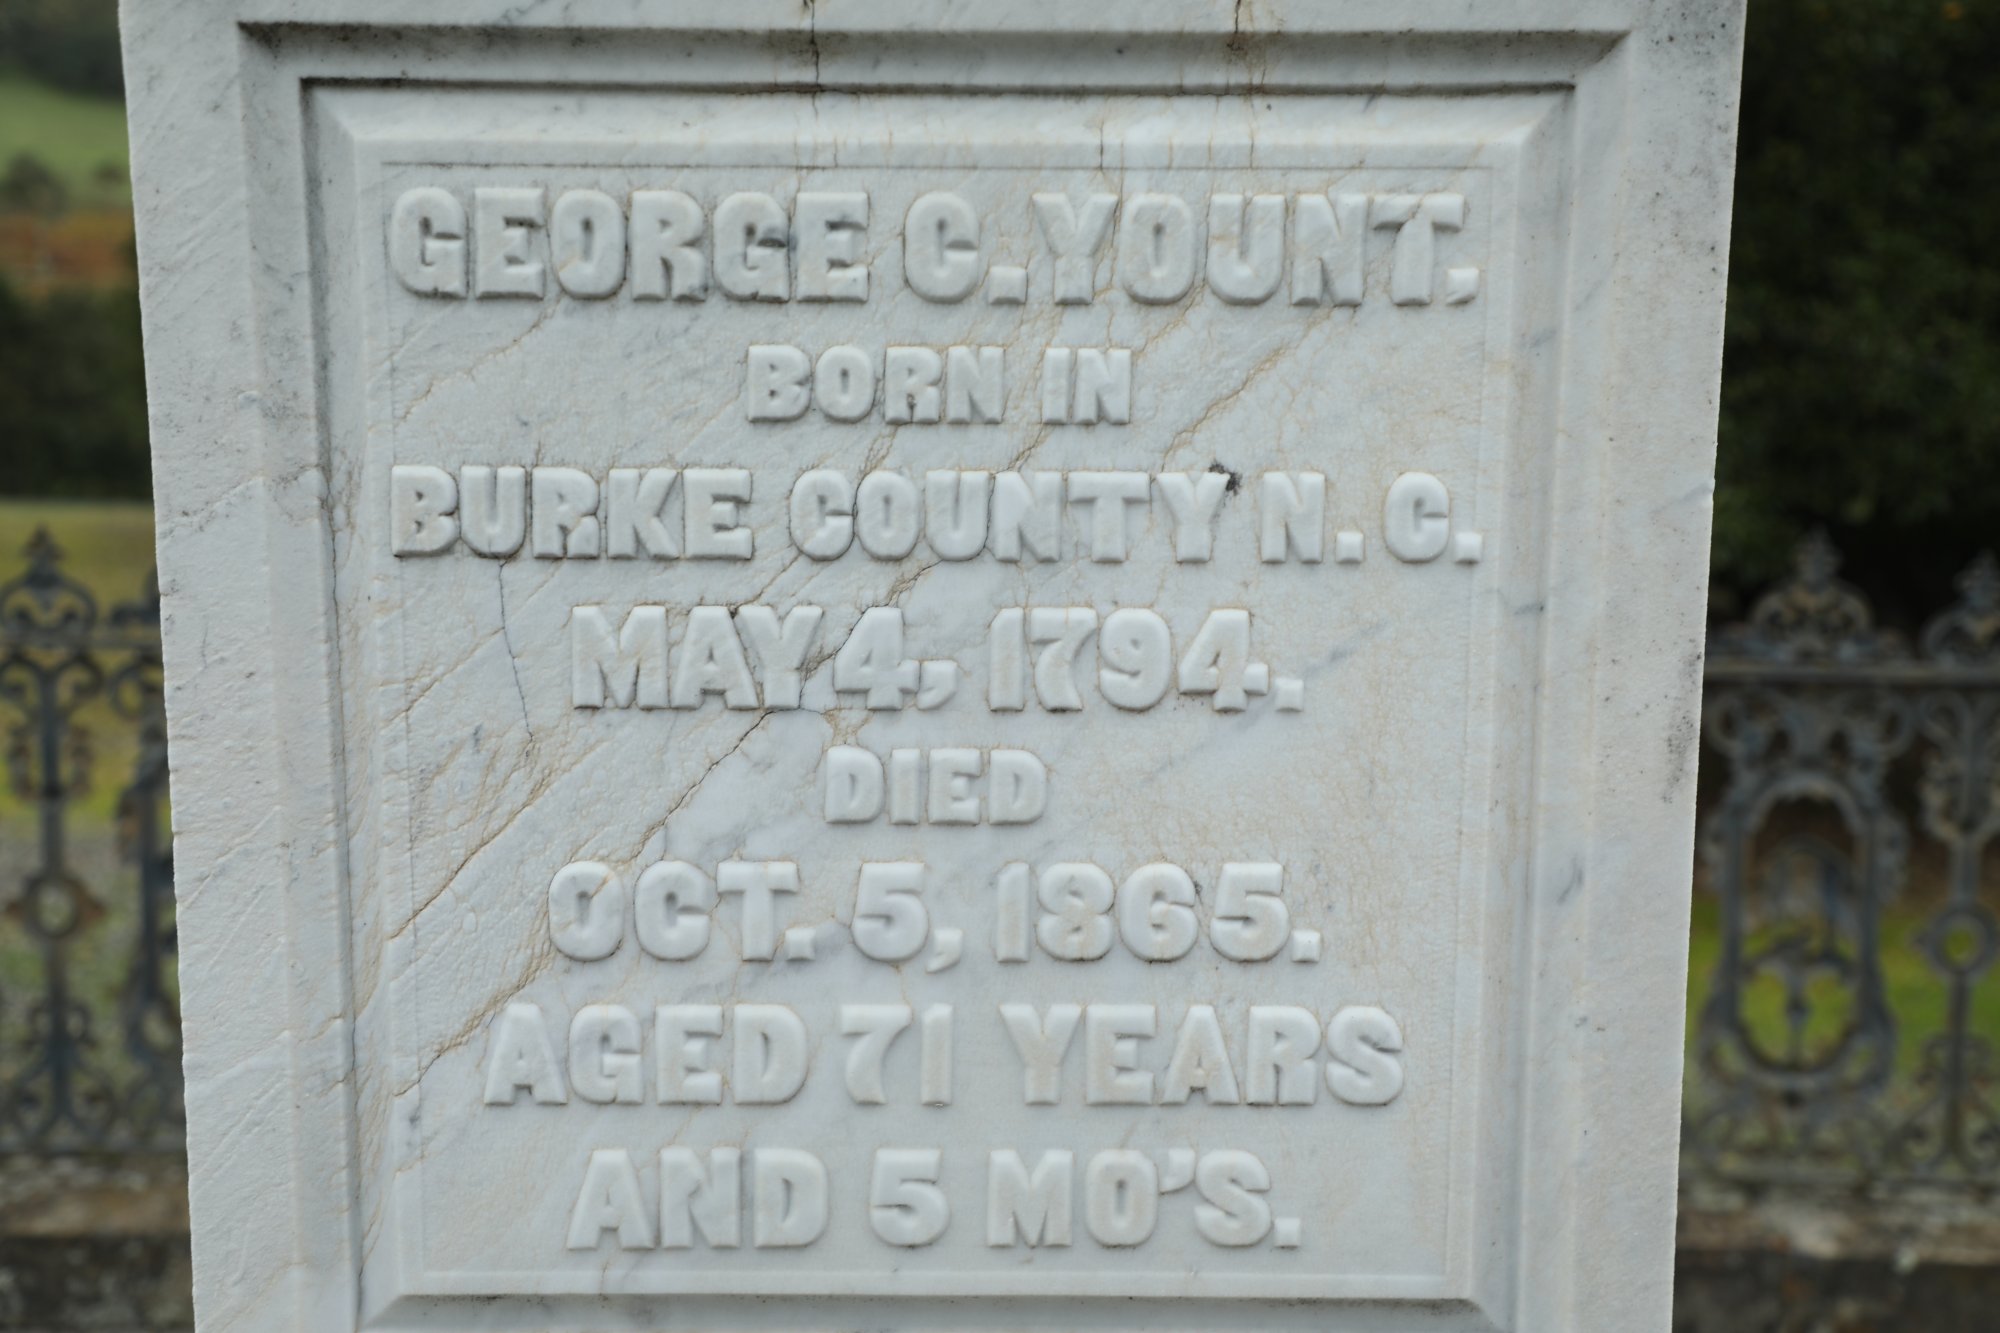 GEORGE C. YOUNT,
BORN IN
BURKE COUNTY N. C.
MAY 4, 1794.
DIED
OCT. 5, 1865.
AGED 71 YEARS
AND 5 MO'S.